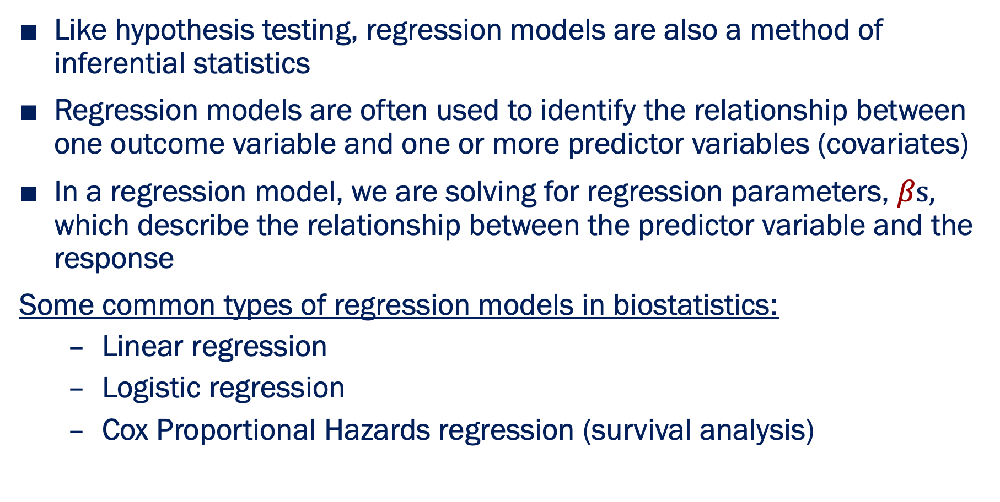 ■ Like hypothesis testing, regression models are also a method of
inferential statistics
■ Regression models are often used to identify the relationship between
one outcome variable and one or more predictor variables (covariates)
■ In a regression model, we are solving for regression parameters, βs,
which describe the relationship between the predictor variable and the
response
Some common types of regression models in biostatistics:
– Linear regression
– Logistic regression
– Cox Proportional Hazards regression (survival analysis)